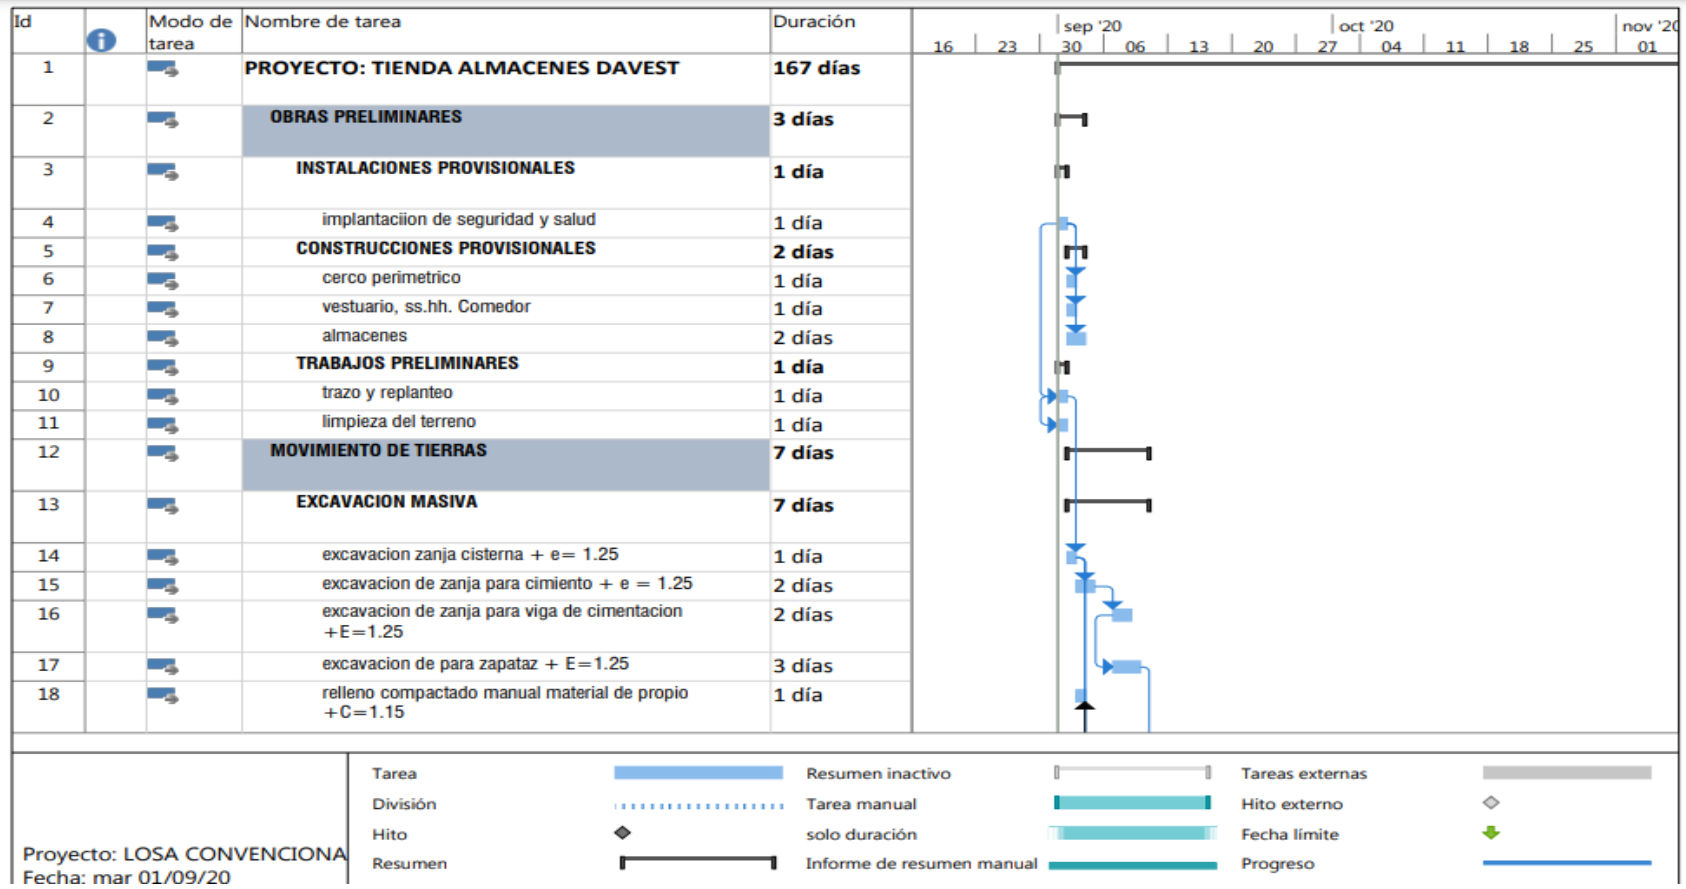 Id Modo de tarea Nombre de tarea Duración
sep '20 oct '20 nov '20
16 23 30 06 13 20 27 04 11 18 25 01
1 PROYECTO: TIENDA ALMACENES DAVEST 167 días
2 OBRAS PRELIMINARES 3 días
3 INSTALACIONES PROVISIONALES 1 día
4 implantaciion de seguridad y salud 1 día
5 CONSTRUCCIONES PROVISIONALES 2 días
6 cerco perimetrico 1 día
7 vestuario, ss.hh. Comedor 1 día
8 almacenes 2 días
9 TRABAJOS PRELIMINARES 1 día
10 trazo y replanteo 1 día
11 limpieza del terreno 1 día
12 MOVIMIENTO DE TIERRAS 7 días
13 EXCAVACION MASIVA 7 días
14 excavacion zanja cisterna + e= 1.25 1 día
15 excavacion de zanja para cimiento + e = 1.25 2 días
16 excavacion de zanja para viga de cimentacion 2 días
+E=1.25
17 excavacion de para zapataz + E=1.25 3 días
18 relleno compactado manual material de propio 1 día
+C=1.15
Proyecto: LOSA CONVENCIONA
Fecha: mar 01/09/20
Tarea Resumen inactivo Tareas externas
División Tarea manual Hito externo
Hito solo duración Fecha límite
Resumen Informe de resumen manual Progreso